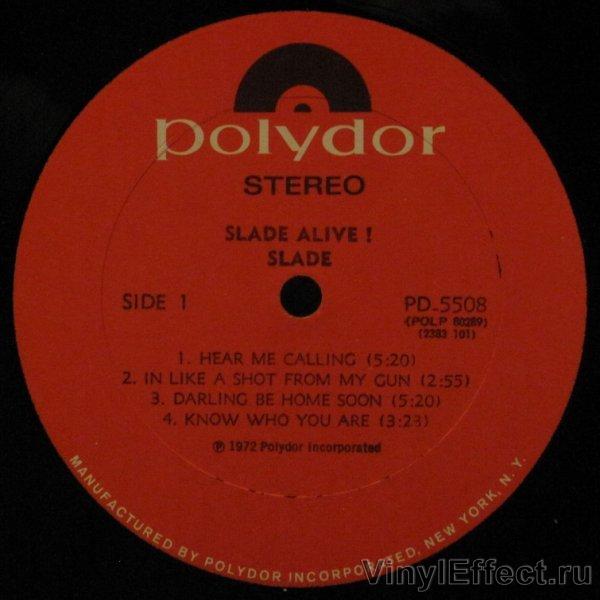 polydor
STEREO
SLADE ALIVE !
SLADE
SIDE 1
PD-5508
(POLP 80289)
(2383 101)
1. HEAR ME CALLING (5:20)
2. IN LIKE A SHOT FROM MY GUN (2:55)
3. DARLING BE HOME SOON (5:20)
4. KNOW WHO YOU ARE (3:23)
℗ 1972 Polydor Incorporated
MANUFACTURED BY POLYDOR INCORPORATED, NEW YORK, N. Y.
VinylEffect.ru